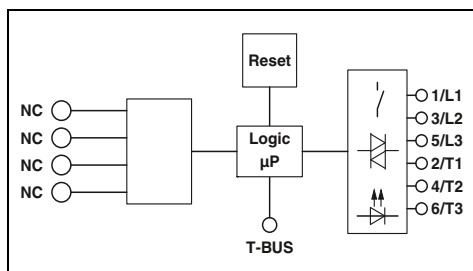 Reset
NC
NC
NC
NC
Logic
µP
T-BUS
1/L1
3/L2
5/L3
2/T1
4/T2
6/T3